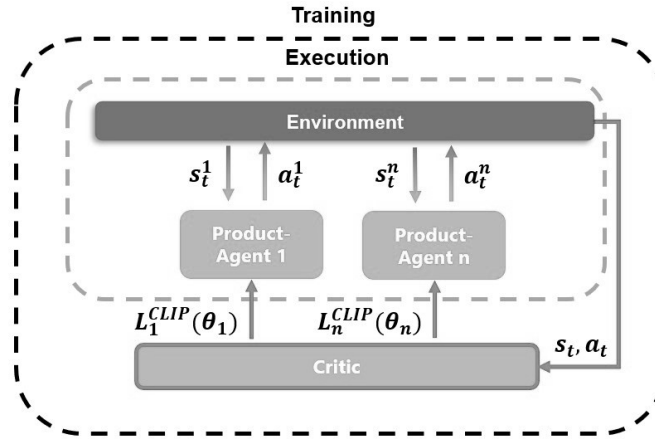 Training
Execution
Environment
s_t^1 a_t^1 s_t^n a_t^n
Product-
Agent 1
Product-
Agent n
L_1^{CLIP}(θ_1) L_n^{CLIP}(θ_n)
s_t, a_t
Critic